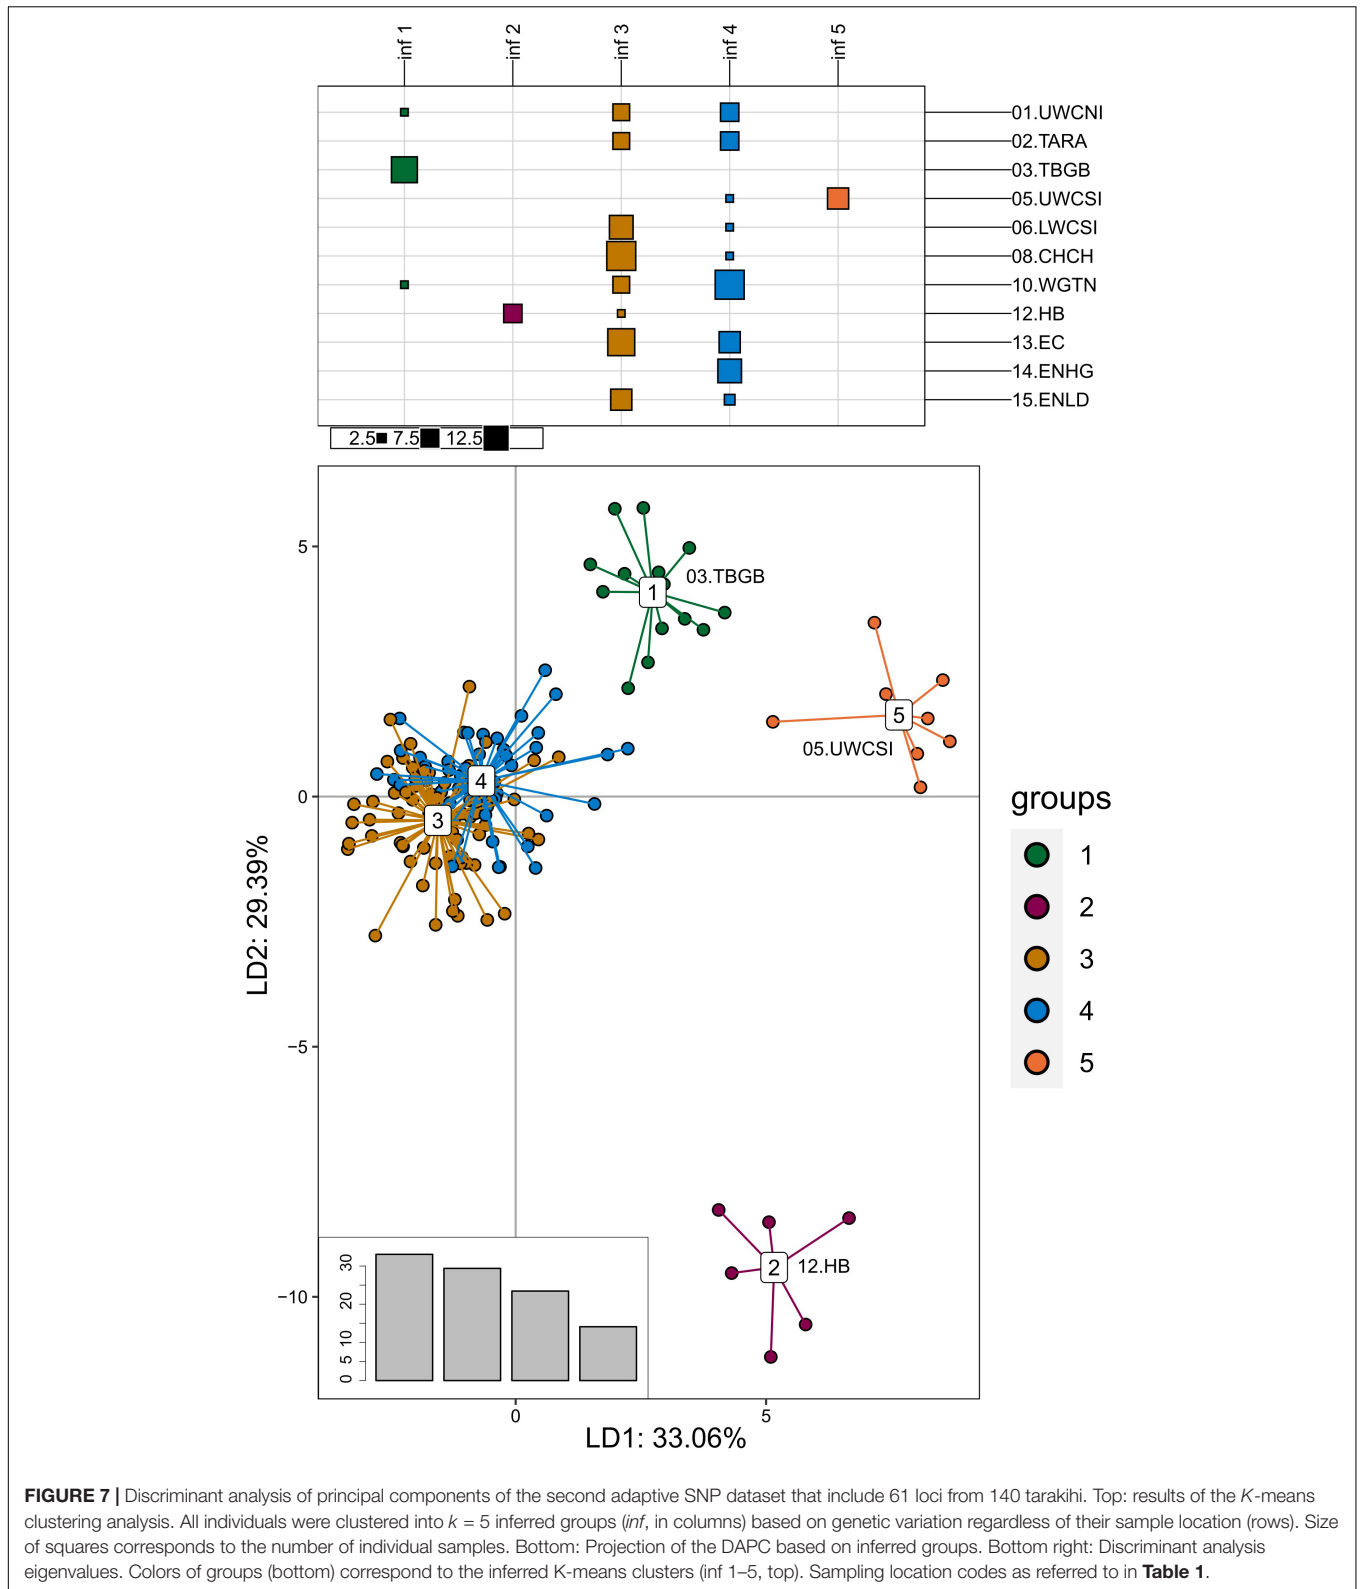 inf 1
inf 2
inf 3
inf 4
inf 5
01.UWCNI
02.TARA
03.TBGB
05.UWCSI
06.LWCSI
08.CHCH
10.WGTN
12.HB
13.EC
14.ENHG
15.ENLD
2.5 7.5 12.5
5
0
−5
−10
LD2: 29.39%
1
03.TBGB
5
05.UWCSI
4
3
2
12.HB
30
20
10
5
0
0
5
LD1: 33.06%
groups
1
2
3
4
5
FIGURE 7 | Discriminant analysis of principal components of the second adaptive SNP dataset that include 61 loci from 140 tarakihi. Top: results of the K-means
clustering analysis. All individuals were clustered into k = 5 inferred groups (inf, in columns) based on genetic variation regardless of their sample location (rows). Size
of squares corresponds to the number of individual samples. Bottom: Projection of the DAPC based on inferred groups. Bottom right: Discriminant analysis
eigenvalues. Colors of groups (bottom) correspond to the inferred K-means clusters (inf 1–5, top). Sampling location codes as referred to in Table 1.